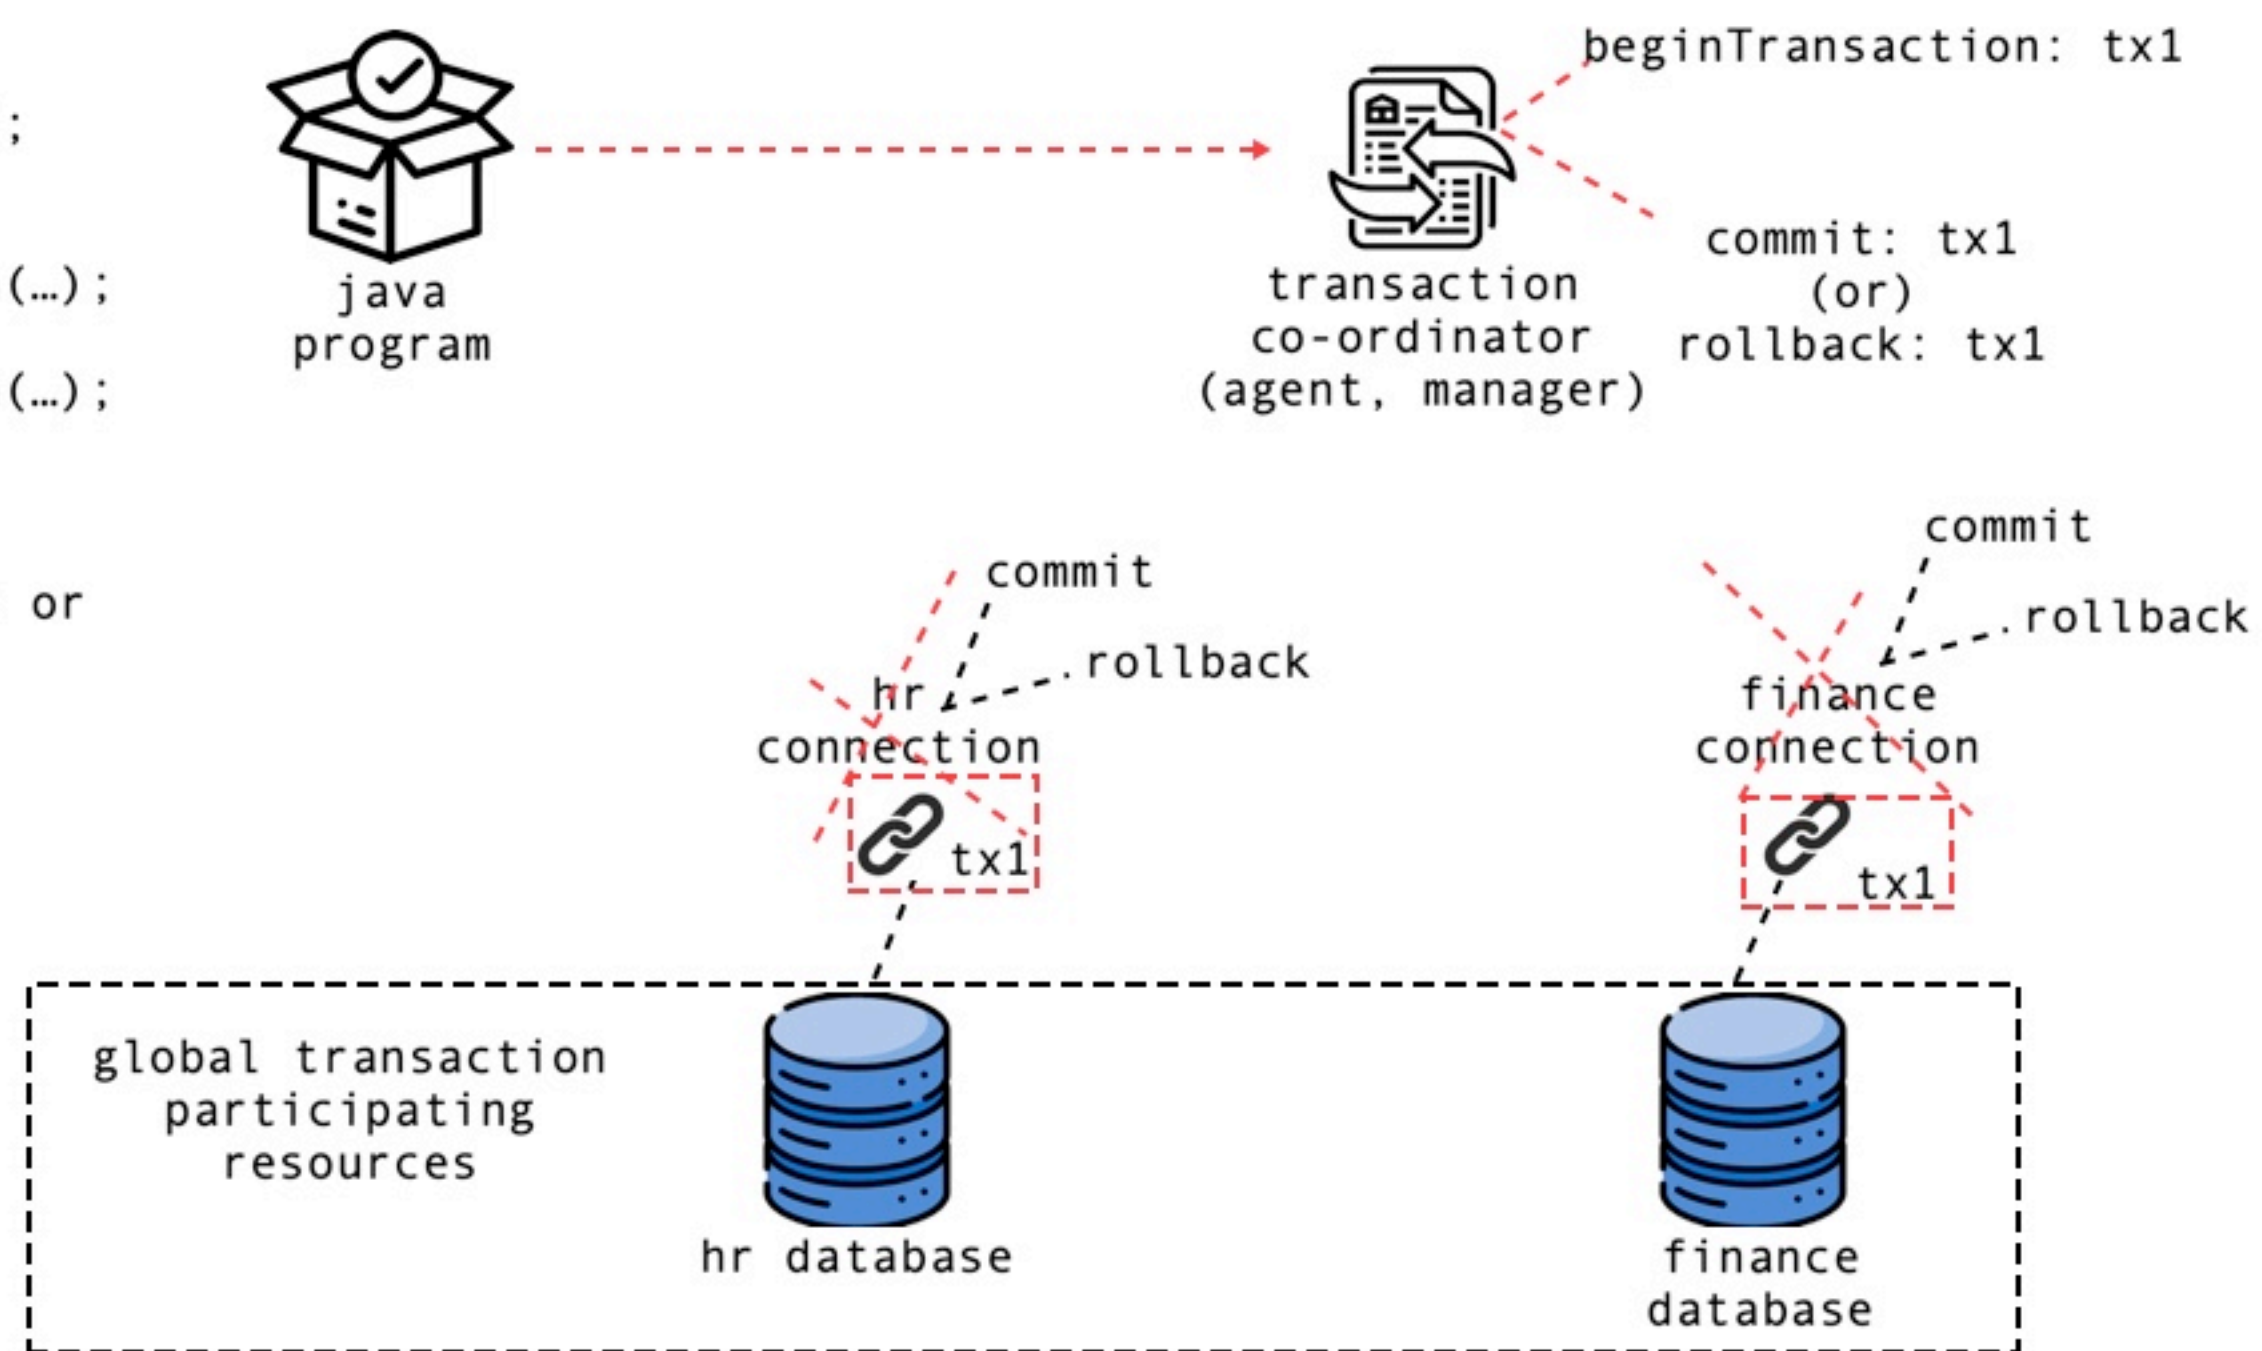 ;
(…);
(…);
or
java
program
transaction
co-ordinator
(agent, manager)
beginTransaction: tx1
commit: tx1
(or)
rollback: tx1
commit
rollback
hr
connection
tx1
commit
rollback
finance
connection
tx1
global transaction
participating
resources
hr database
finance
database